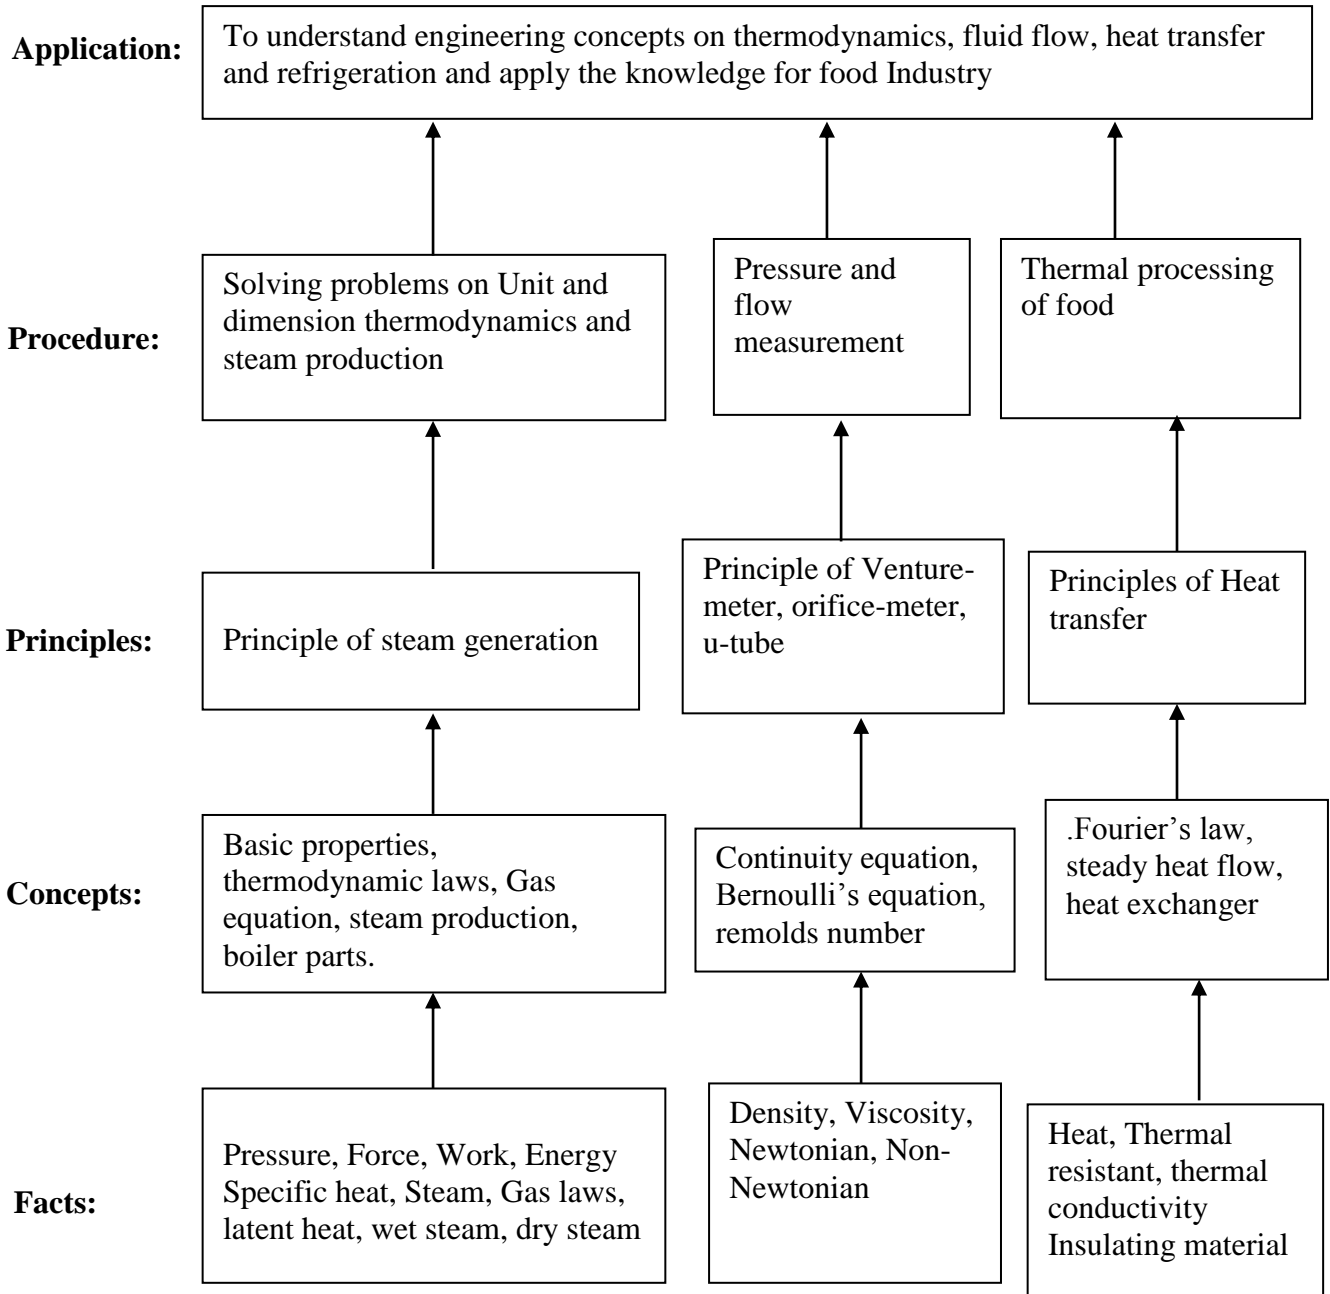 Application:
To understand engineering concepts on thermodynamics, fluid flow, heat transfer
and refrigeration and apply the knowledge for food Industry
Procedure:
Solving problems on Unit and
dimension thermodynamics and
steam production
Pressure and
flow
measurement
Thermal processing
of food
Principles:
Principle of steam generation
Principle of Venture-
meter, orifice-meter,
u-tube
Principles of Heat
transfer
Concepts:
Basic properties,
thermodynamic laws, Gas
equation, steam production,
boiler parts.
Continuity equation,
Bernoulli’s equation,
remolds number
.Fourier’s law,
steady heat flow,
heat exchanger
Facts:
Pressure, Force, Work, Energy
Specific heat, Steam, Gas laws,
latent heat, wet steam, dry steam
Density, Viscosity,
Newtonian, Non-
Newtonian
Heat, Thermal
resistant, thermal
conductivity
Insulating material